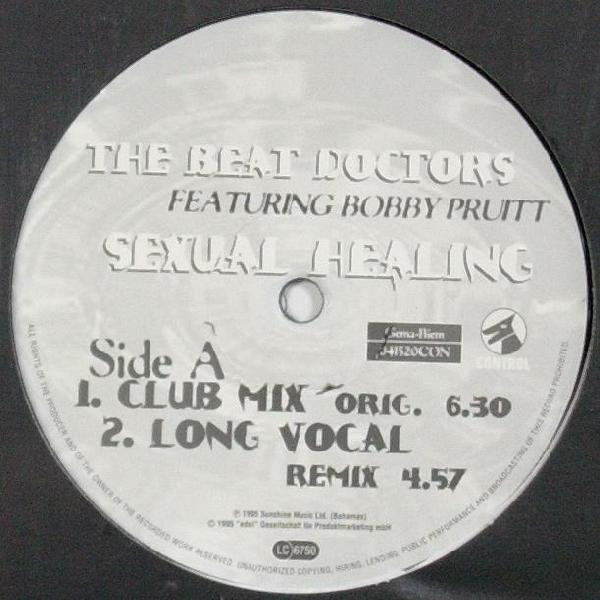 THE BEAT DOCTORS
FEATURING BOBBY PRUITT
SEXUAL HEALING
Side A
CONTROL
1. CLUB MIX - ORIG. 6.30
2. LONG VOCAL
REMIX 4.57
℗ 1995 Sunshine Music Ltd. (Bahamas)
© 1995 "edel" Gesellschaft für Produktmarketing mbH
LC 6750
ALL RIGHTS OF THE PRODUCER AND OF THE OWNER OF THE RECORDED WORK RESERVED. UNAUTHORIZED COPYING, HIRING, LENDING, PUBLIC PERFORMANCE AND BROADCASTING OF THIS RECORD PROHIBITED.